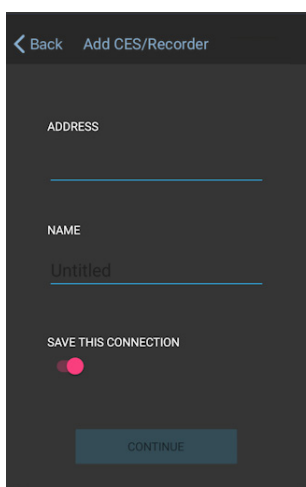 Back Add CES/Recorder
ADDRESS
NAME
Untitled
SAVE THIS CONNECTION
CONTINUE